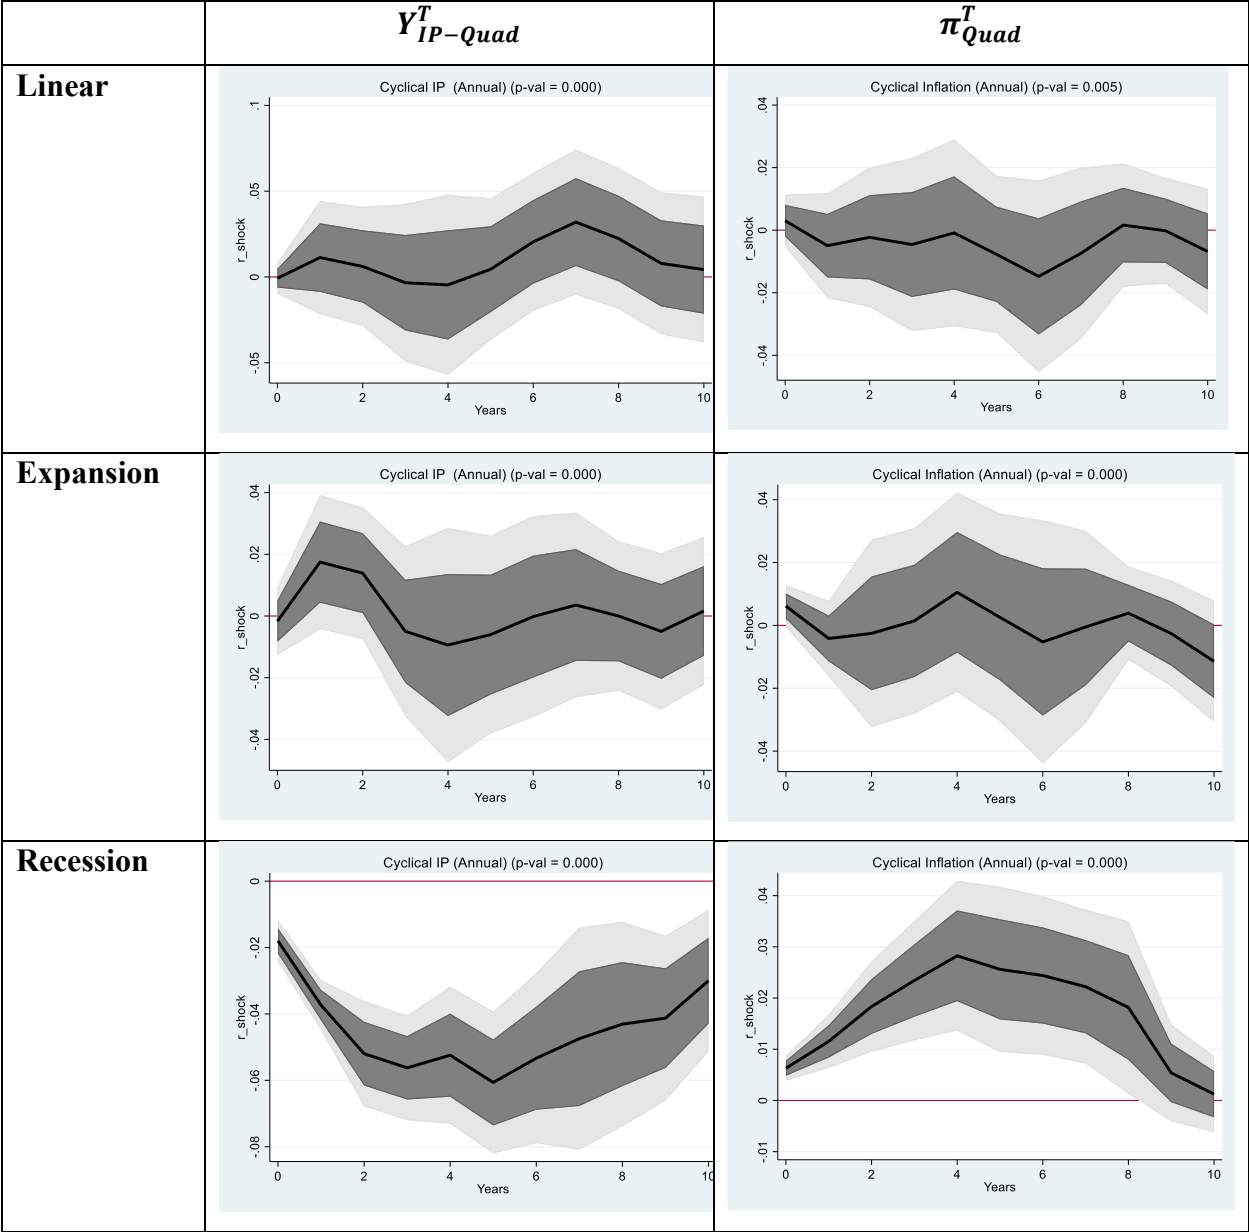 Y^T_{IP-Quad}
π^T_{Quad}
Linear
Cyclical IP (Annual) (p-val = 0.000)
r_shock
.1
.05
0
-.05
0 2 4 6 8 10
Years
Cyclical Inflation (Annual) (p-val = 0.005)
r_shock
.04
.02
0
-.02
-.04
0 2 4 6 8 10
Years
Expansion
Cyclical IP (Annual) (p-val = 0.000)
r_shock
.04
.02
0
-.02
-.04
0 2 4 6 8 10
Years
Cyclical Inflation (Annual) (p-val = 0.000)
r_shock
.04
.02
0
-.02
-.04
0 2 4 6 8 10
Years
Recession
Cyclical IP (Annual) (p-val = 0.000)
r_shock
0
-.02
-.04
-.06
-.08
0 2 4 6 8 10
Years
Cyclical Inflation (Annual) (p-val = 0.000)
r_shock
.04
.03
.02
.01
0
-.01
0 2 4 6 8 10
Years